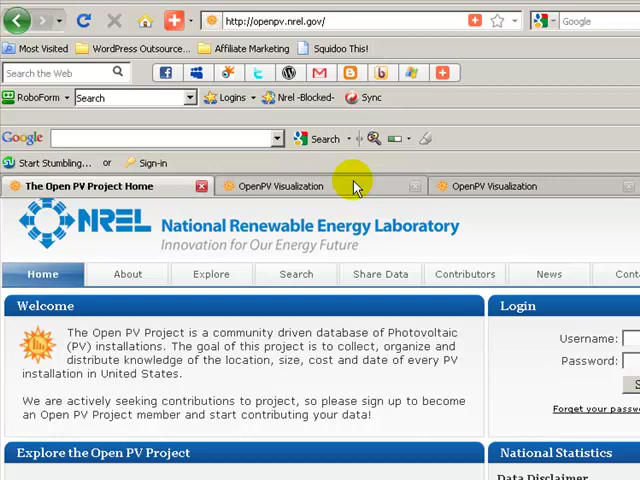 http://openpv.nrel.gov/
Google
Most Visited
WordPress Outsource...
Affiliate Marketing
Squidoo This!
Search the Web
RoboForm
Search
Logins
Nrel -Blocked-
Sync
Google
Search
Start Stumbling...
or
Sign-in
The Open PV Project Home
OpenPV Visualization
OpenPV Visualization
NREL
National Renewable Energy Laboratory
Innovation for Our Energy Future
Home
About
Explore
Search
Share Data
Contributors
News
Welcome
Login
The Open PV Project is a community driven database of Photovoltaic
(PV) installations. The goal of this project is to collect, organize and
distribute knowledge of the location, size, cost and date of every PV
installation in United States.
Username:
Password:
S
Forget your passw
We are actively seeking contributions to project, so please sign up to become
an Open PV Project member and start contributing your data!
Explore the Open PV Project
National Statistics
Data Disclaimer